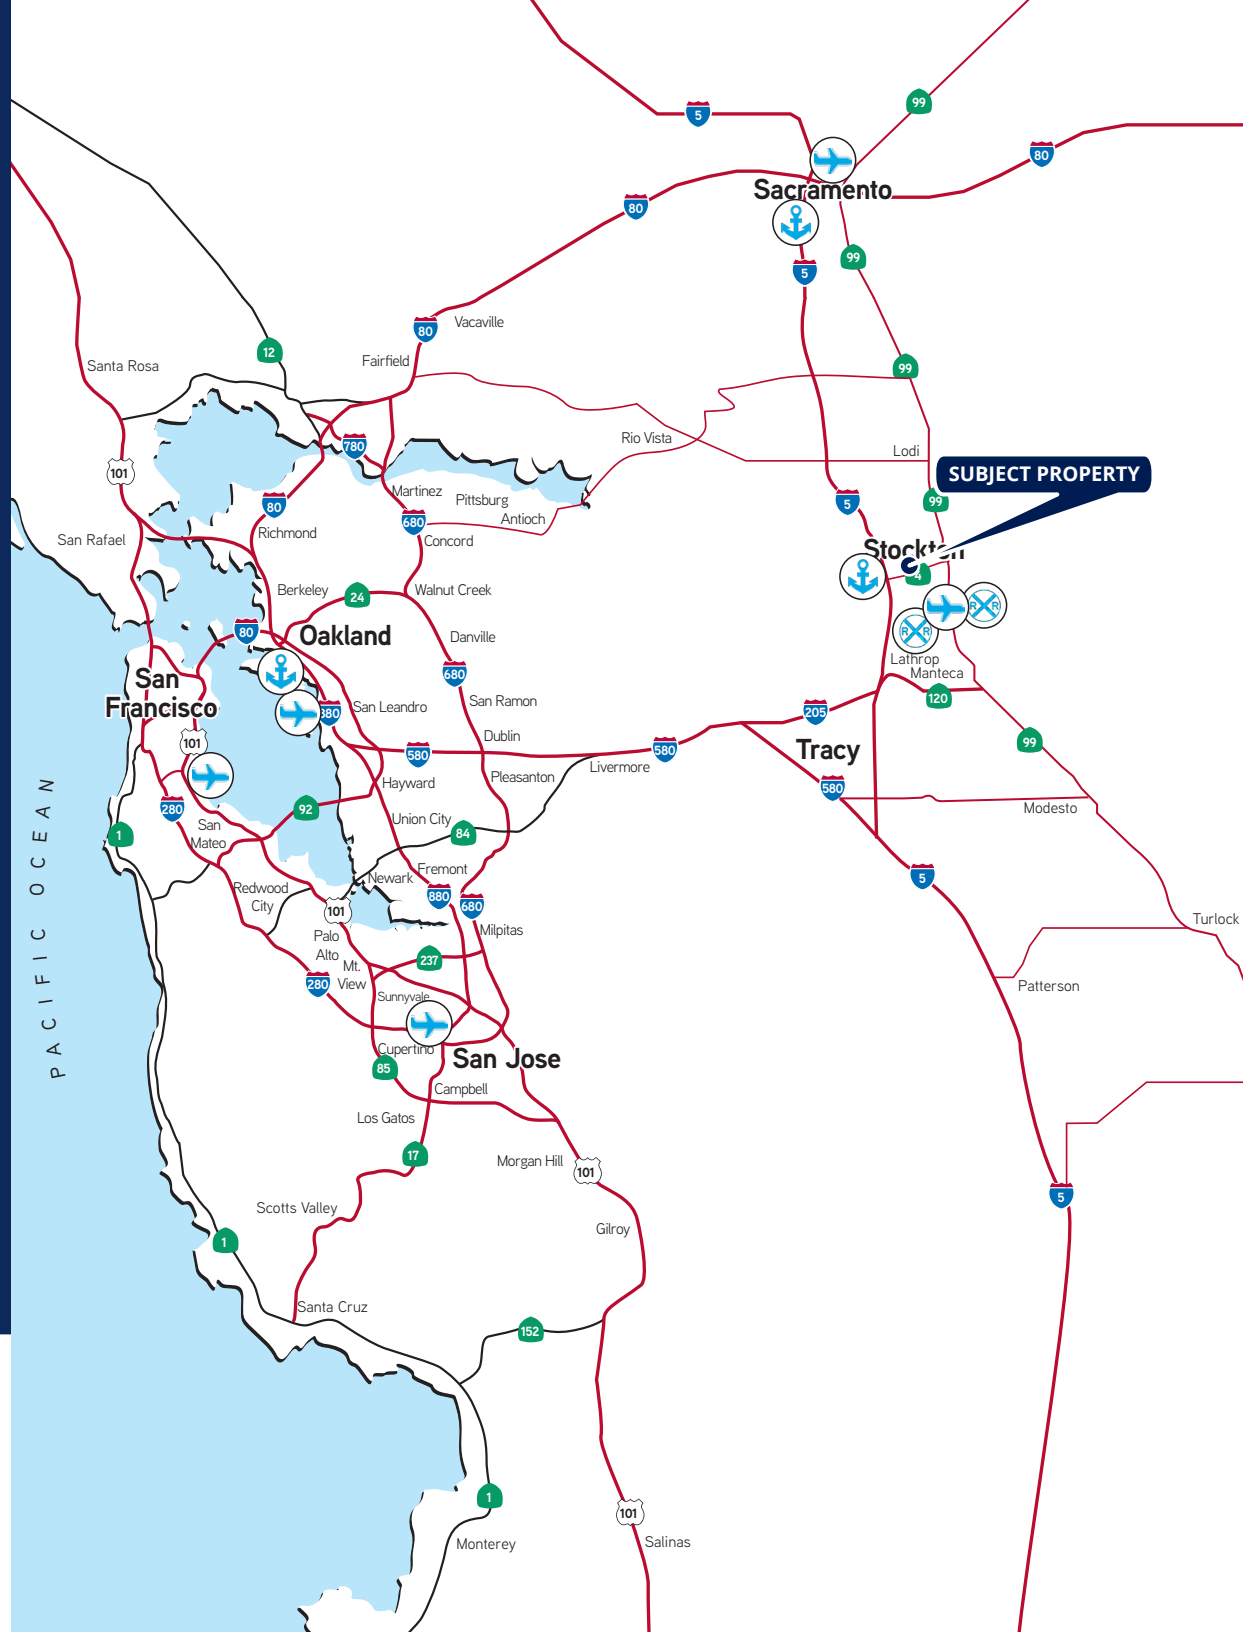 99
5
80
Sacramento
80
99
5
Vacaville
80
12
Fairfield
Santa Rosa
99
Rio Vista
780
Lodi
101
SUBJECT PROPERTY
Martinez
Pittsburg
99
5
80
Antioch
680
Richmond
San Rafael
Concord
Stockton
4
Berkeley
24
Walnut Creek
R R
80
Oakland
Danville
R R
Lathrop
680
Manteca
San
Francisco
120
San Ramon
San Leandro
880
205
Dublin
99
101
580
580
Tracy
Livermore
Pleasanton
Hayward
580
280
92
Modesto
Union City
San
Mateo
1
84
PACIFIC OCEAN
Fremont
Newark
5
Redwood
City
880
680
101
Turlock
Milpitas
Palo
Alto
237
Mt.
View
280
Patterson
Sunnyvale
Cupertino
San Jose
85
Campbell
Los Gatos
17
Morgan Hill
101
5
Scotts Valley
Gilroy
1
Santa Cruz
152
1
101
Monterey
Salinas